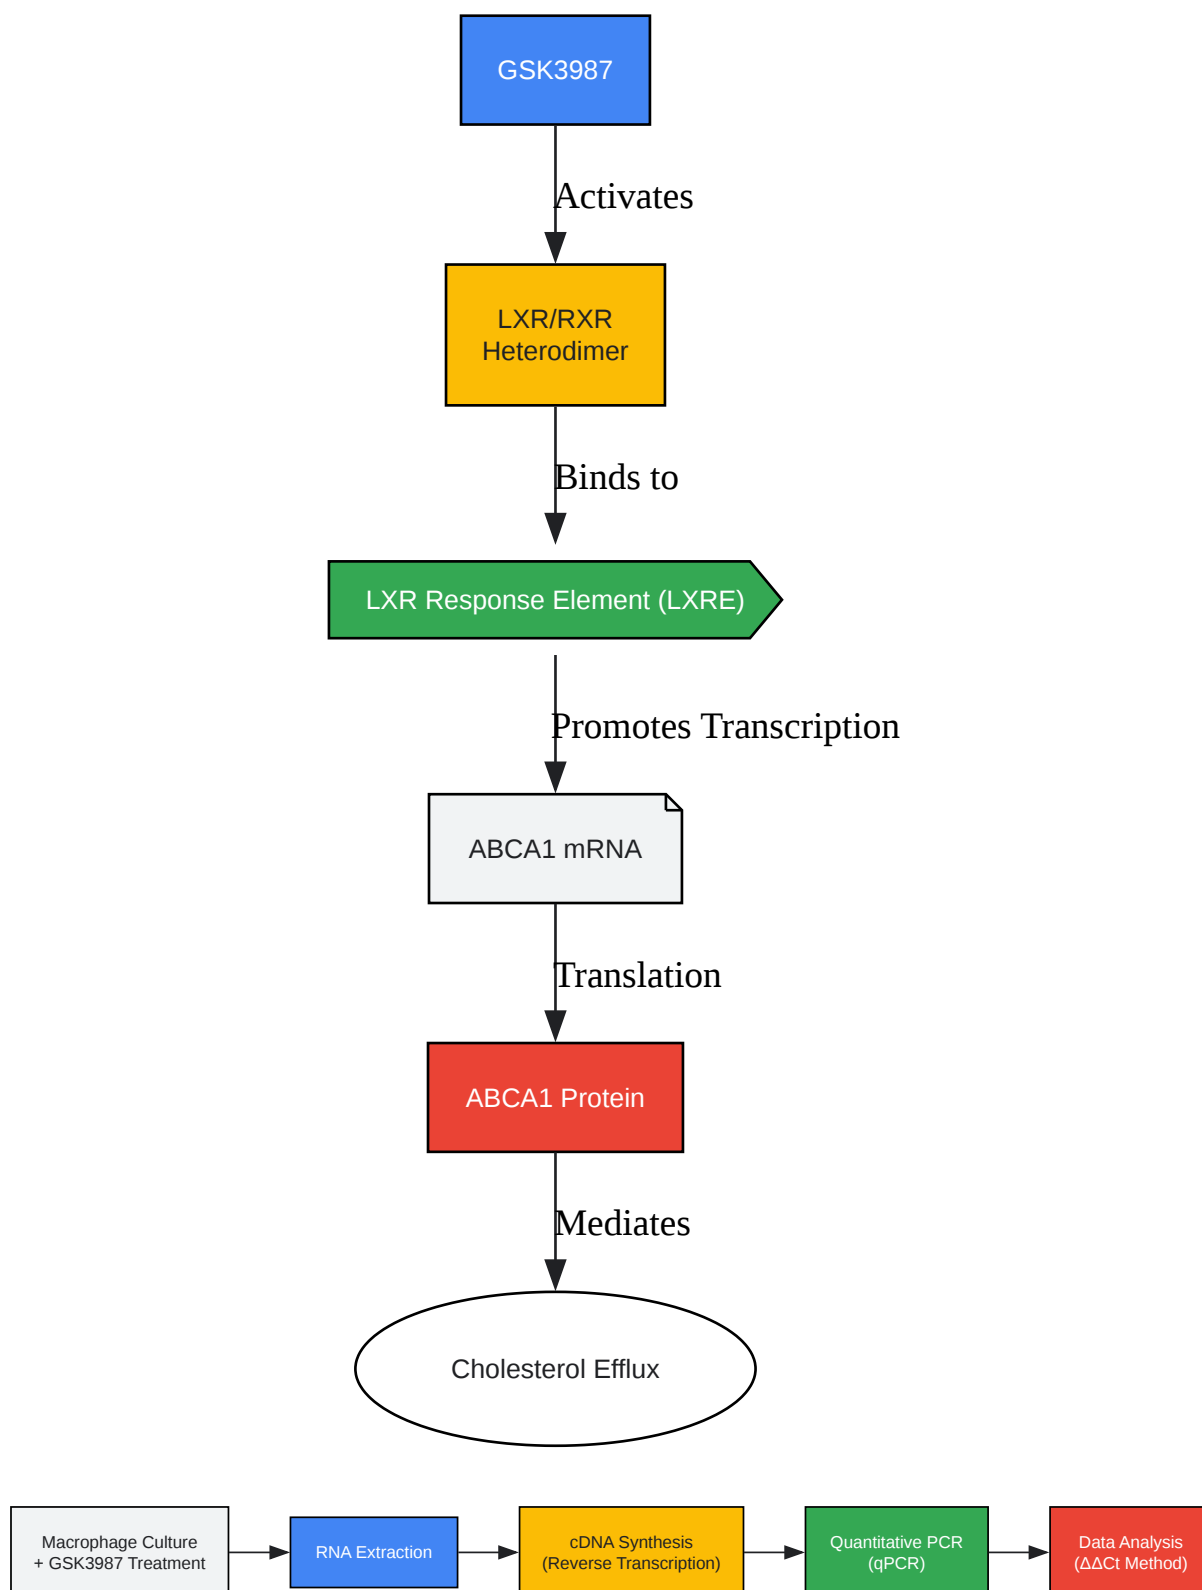 GSK3987
Activates
LXR/RXR
Heterodimer
Binds to
LXR Response Element (LXRE)
Promotes Transcription
ABCA1 mRNA
Translation
ABCA1 Protein
Mediates
Cholesterol Efflux
Macrophage Culture
+ GSK3987 Treatment
RNA Extraction
cDNA Synthesis
(Reverse Transcription)
Quantitative PCR
(qPCR)
Data Analysis
(ΔΔCt Method)